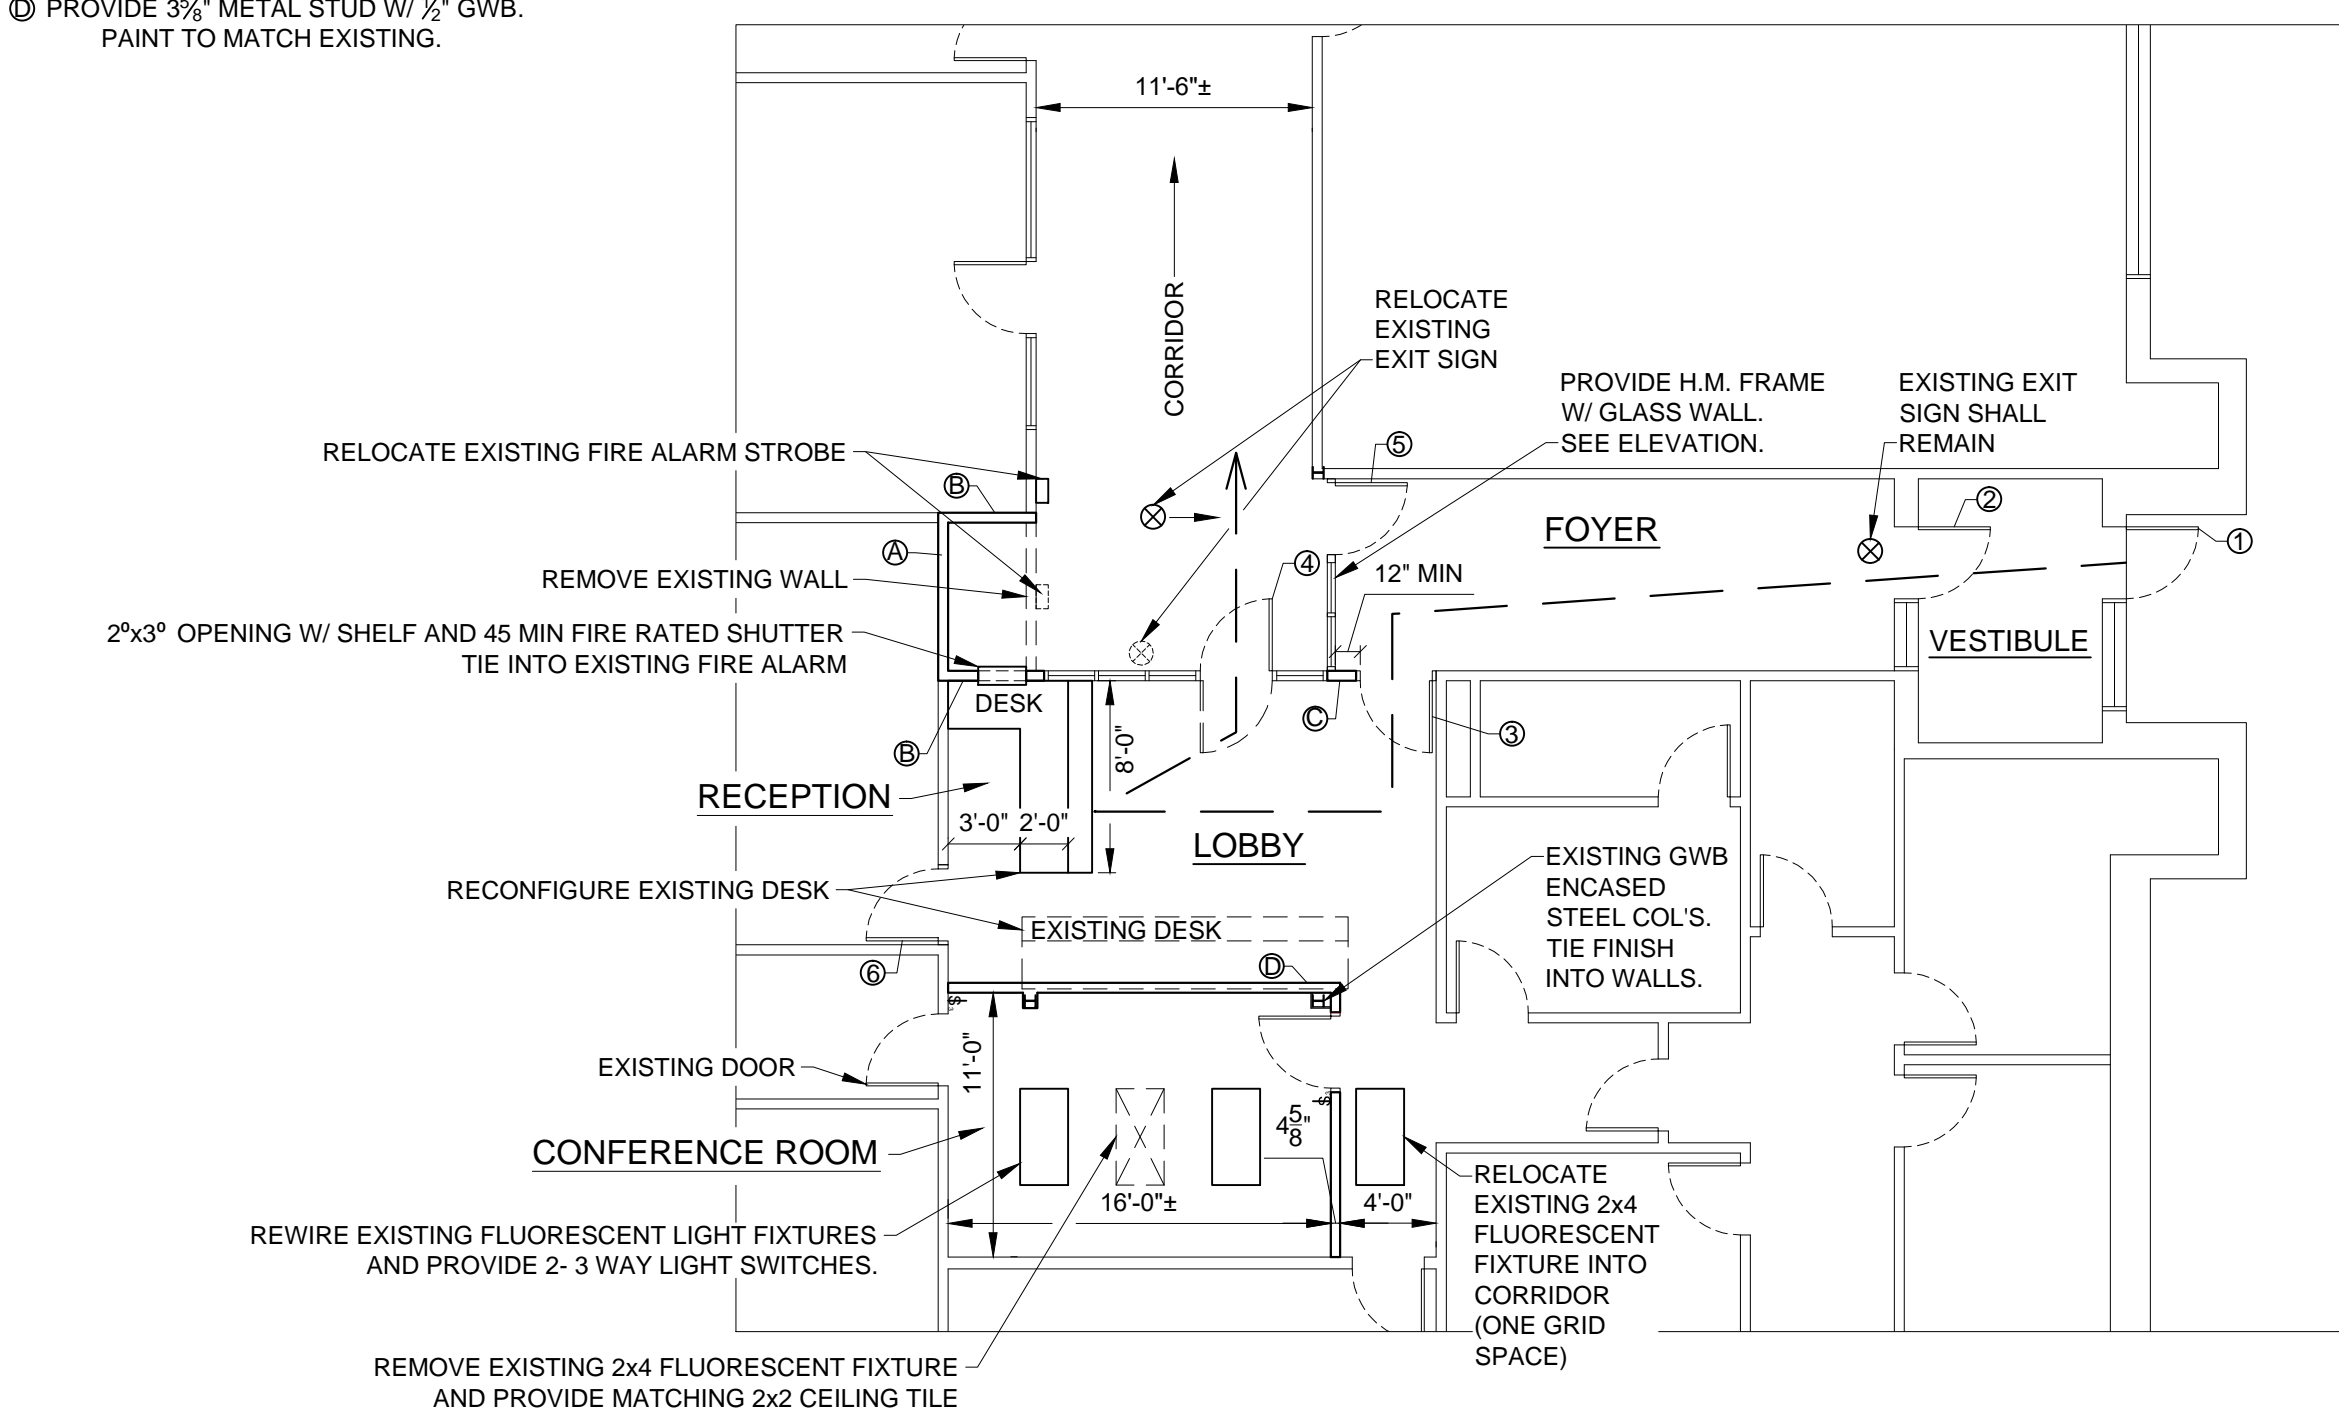 Ⓓ PROVIDE 3⅝" METAL STUD W/ ½" GWB.
PAINT TO MATCH EXISTING.
11'-6"±
CORRIDOR
RELOCATE
EXISTING
EXIT SIGN
PROVIDE H.M. FRAME
W/ GLASS WALL.
SEE ELEVATION.
EXISTING EXIT
SIGN SHALL
REMAIN
RELOCATE EXISTING FIRE ALARM STROBE
Ⓑ
⑤
②
①
FOYER
Ⓐ
④
12" MIN
REMOVE EXISTING WALL
2⁰x3⁰ OPENING W/ SHELF AND 45 MIN FIRE RATED SHUTTER
TIE INTO EXISTING FIRE ALARM
VESTIBULE
DESK
Ⓒ
③
Ⓑ
8'-0"
RECEPTION
3'-0"
2'-0"
LOBBY
EXISTING GWB
ENCASED
STEEL COL'S.
TIE FINISH
INTO WALLS.
RECONFIGURE EXISTING DESK
EXISTING DESK
⑥
Ⓓ
S3
11'-0"
EXISTING DOOR
S3
4⅝"
CONFERENCE ROOM
16'-0"±
4'-0"
RELOCATE
EXISTING 2x4
FLUORESCENT
FIXTURE INTO
CORRIDOR
(ONE GRID
SPACE)
REWIRE EXISTING FLUORESCENT LIGHT FIXTURES
AND PROVIDE 2- 3 WAY LIGHT SWITCHES.
REMOVE EXISTING 2x4 FLUORESCENT FIXTURE
AND PROVIDE MATCHING 2x2 CEILING TILE